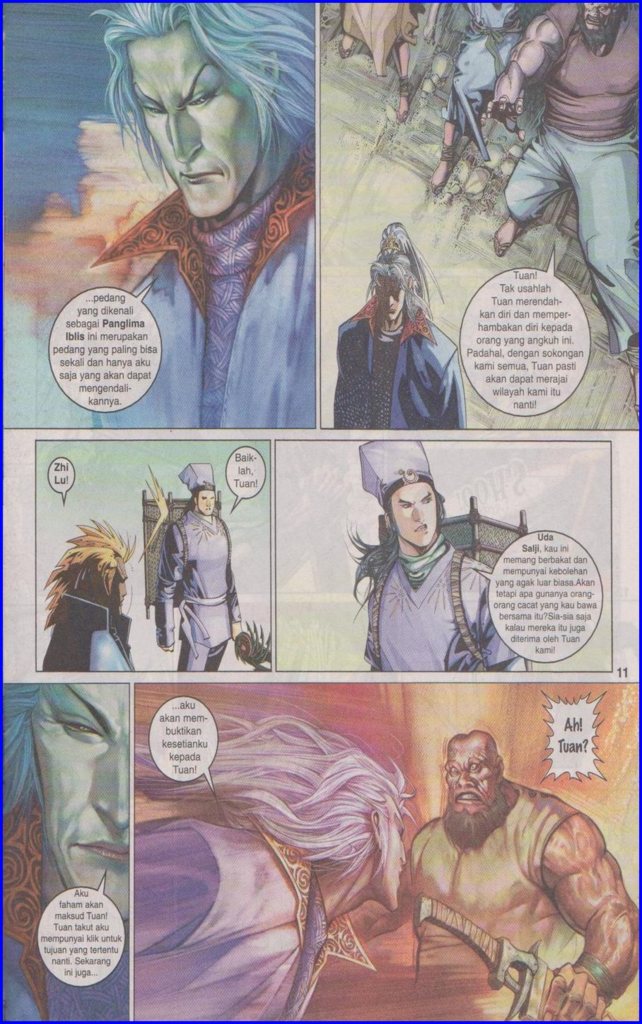 ...pedang
yang dikenali
sebagai Panglima
Iblis ini merupakan
pedang yang paling bisa
sekali dan hanya aku
saja yang akan dapat
mengendali-
kannya.
Tuan!
Tak usahlah
Tuan merendah-
kan diri dan memper-
hambakan diri kepada
orang yang angkuh ini.
Padahal, dengan sokongan
kami semua, Tuan pasti
akan dapat merajai
wilayah kami itu
nanti!
Zhi
Lu!
Baik-
lah,
Tuan!
Uda
Salji, kau ini
memang berbakat dan
mempunyai kebolehan
yang agak luar biasa.Akan
tetapi apa gunanya orang-
orang cacat yang kau bawa
bersama itu?Sia-sia saja
kalau mereka itu juga
diterima oleh Tuan
kami!
11
Aku
faham akan
maksud Tuan!
Tuan takut aku
mempunyai klik untuk
tujuan yang tertentu
nanti. Sekarang
ini juga...
...aku
akan mem-
buktikan
kesetianku
kepada
Tuan!
Ah!
Tuan?